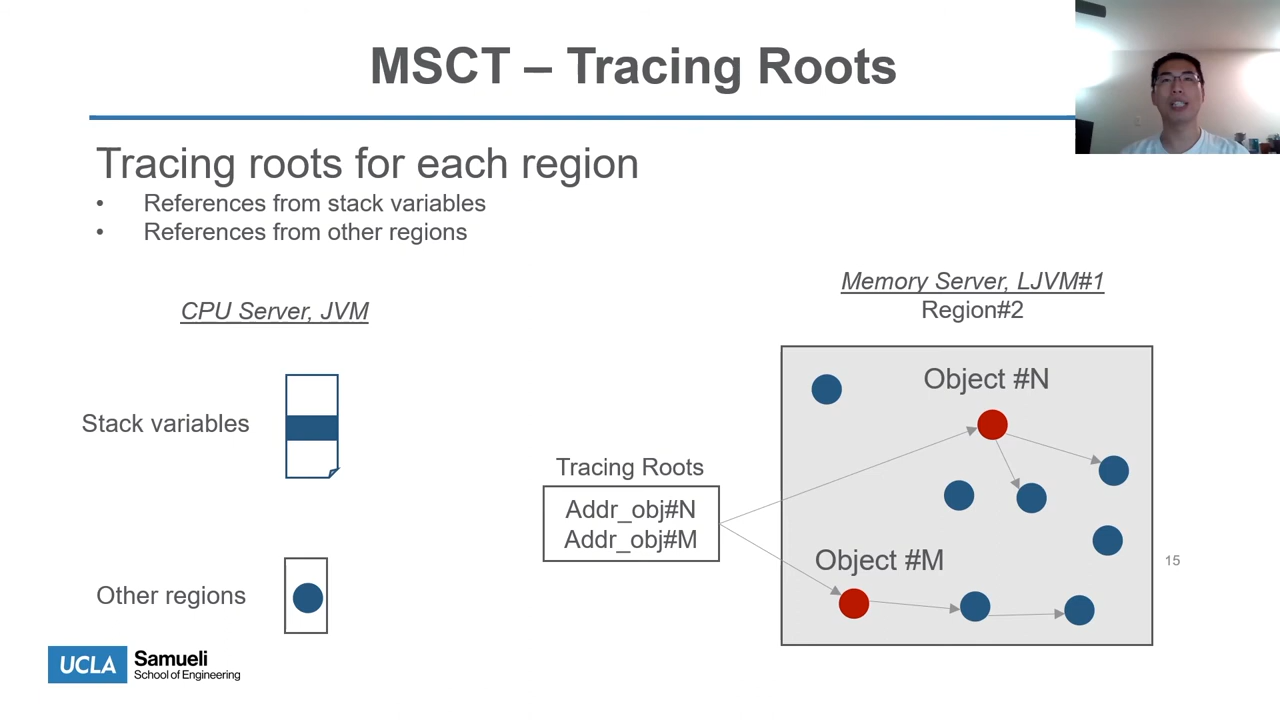 MSCT – Tracing Roots
Tracing roots for each region
• References from stack variables
• References from other regions
CPU Server, JVM
Stack variables
Other regions
Tracing Roots
Addr_obj#N
Addr_obj#M
Memory Server, LJVM#1
Region#2
Object #N
Object #M
15
UCLA Samueli
School of Engineering